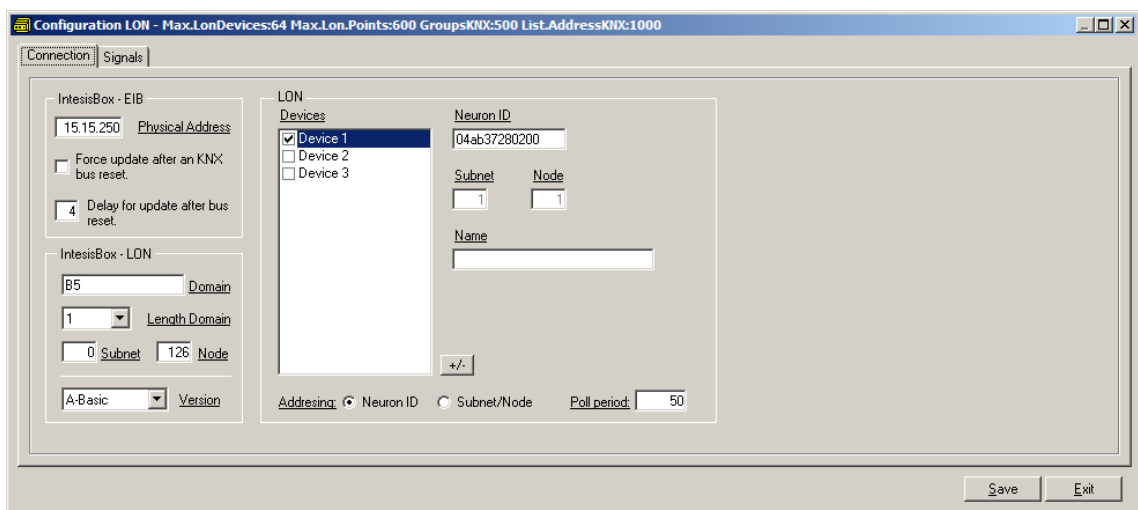 Configuration LON - Max.LonDevices:64 Max.Lon.Points:600 GroupsKNX:500 List.AddressKNX:1000
Connection Signals
IntesisBox - EIB
15.15.250 Physical Address
Force update after an KNX
bus reset.
4 Delay for update after bus
reset.
IntesisBox - LON
B5 Domain
1 Length Domain
0 Subnet 126 Node
A-Basic Version
LON
Devices
Device 1
Device 2
Device 3
Neuron ID
04ab37280200
Subnet Node
1 1
Name
+/-
Addresing: Neuron ID Subnet/Node Poll period: 50
Save Exit